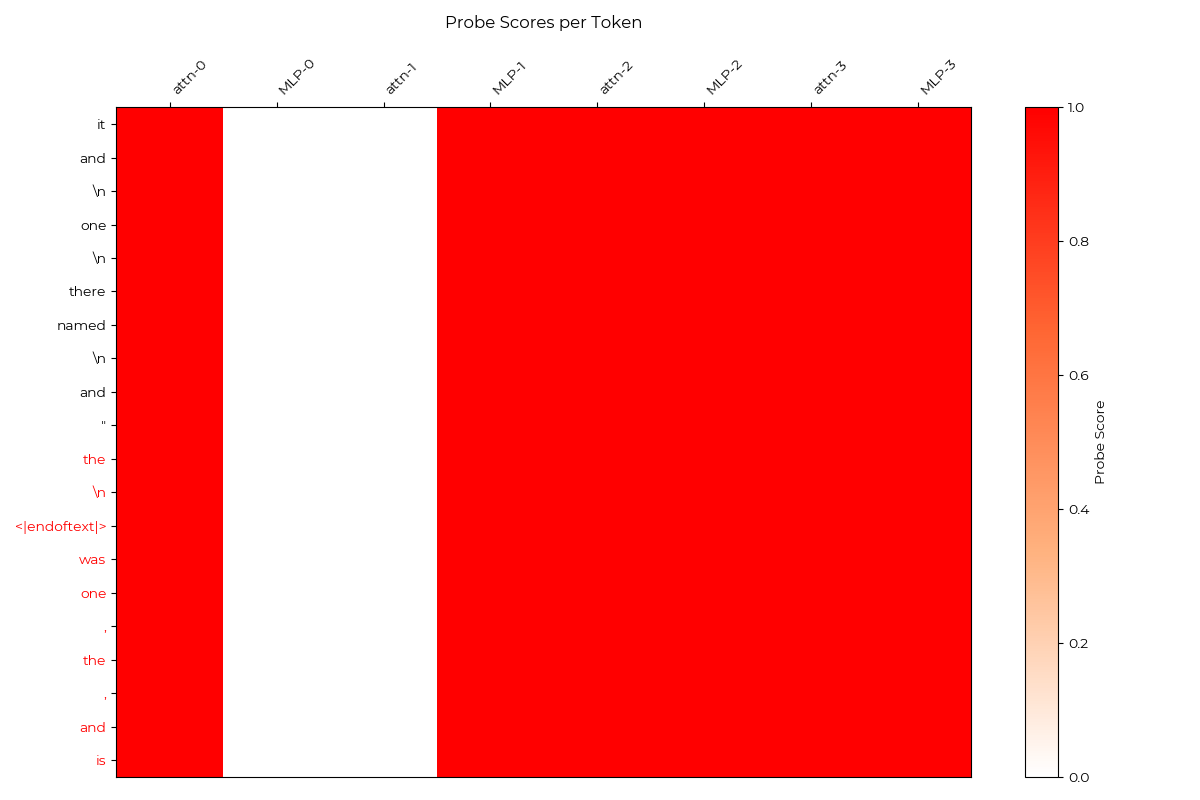 Probe Scores per Token
attn-0 MLP-0 attn-1 MLP-1 attn-2 MLP-2 attn-3 MLP-3
it
and
\n
one
\n
there
named
\n
and
"
the
\n
<|endoftext|>
was
one
,
the
,
and
is
1.0
0.8
0.6
0.4
0.2
0.0
Probe Score